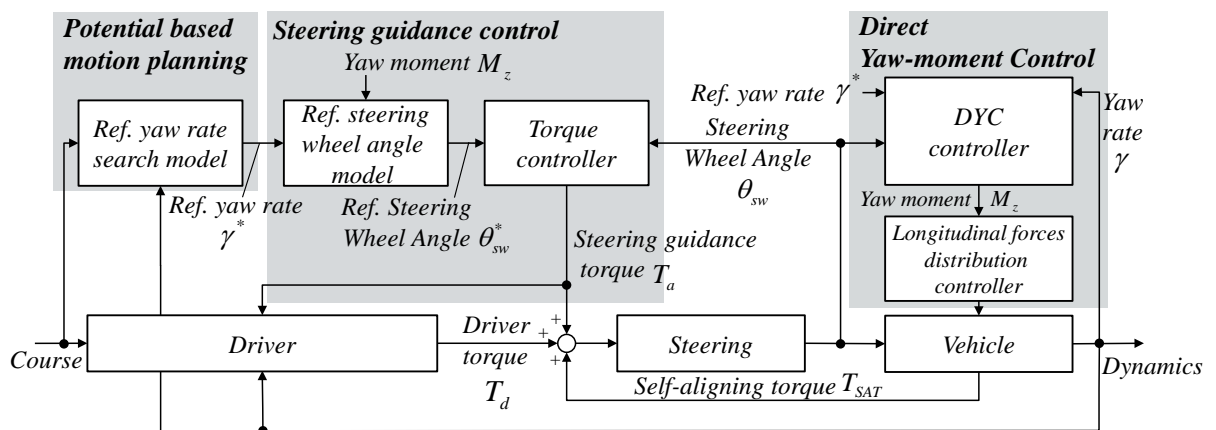 Potential based
motion planning
Steering guidance control
Yaw moment M_z
Direct
Yaw-moment Control
Ref. yaw rate
search model
Ref. steering
wheel angle
model
Torque
controller
Ref. yaw rate γ*
Steering
Wheel Angle
θ_sw
DYC
controller
Yaw
rate
γ
Ref. yaw rate
γ*
Ref. Steering
Wheel Angle θ*_sw
Yaw moment M_z
Steering guidance
torque T_a
Longitudinal forces
distribution
controller
Course
Driver
Driver
torque
T_d
+
+
+
Steering
Vehicle
Dynamics
Self-aligning torque T_SAT